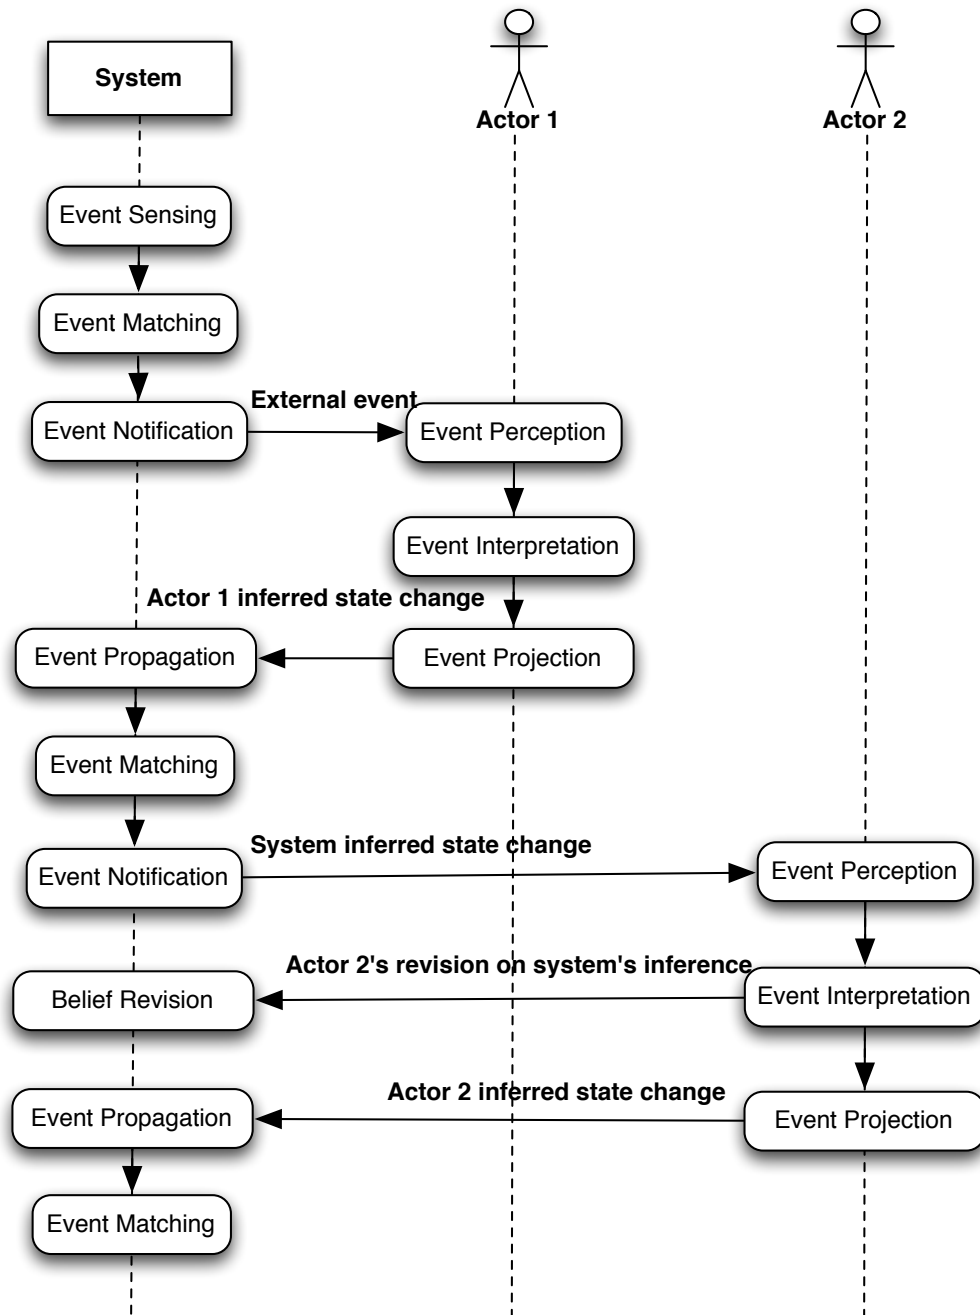 System
Actor 1
Actor 2
Event Sensing
Event Matching
External event
Event Notification
Event Perception
Event Interpretation
Actor 1 inferred state change
Event Propagation
Event Projection
Event Matching
System inferred state change
Event Notification
Event Perception
Actor 2's revision on system's inference
Belief Revision
Event Interpretation
Actor 2 inferred state change
Event Propagation
Event Projection
Event Matching